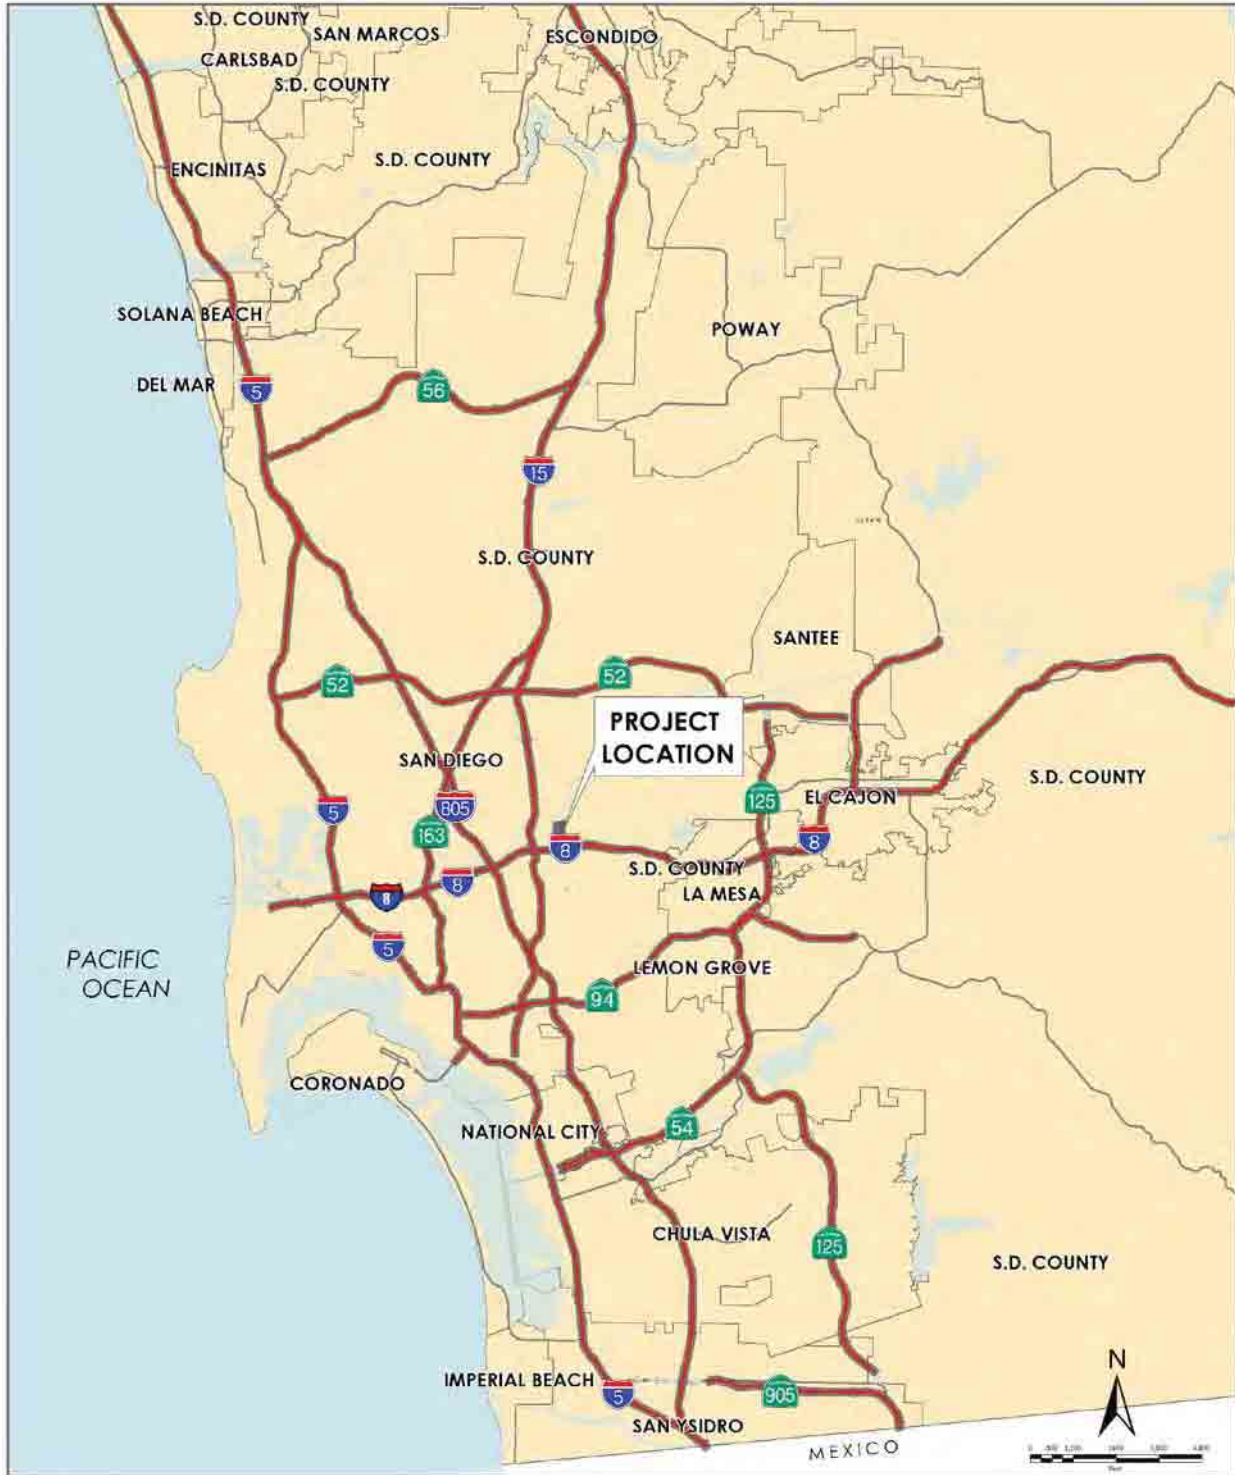 S.D. COUNTY
SAN MARCOS
ESCONDIDO
CARLSBAD
S.D. COUNTY
S.D. COUNTY
ENCINITAS
SOLANA BEACH
POWAY
DEL MAR
5
56
15
S.D. COUNTY
SANTEE
52
52
PROJECT
LOCATION
SAN DIEGO
S.D. COUNTY
5
805
125
EL CAJON
163
8
8
S.D. COUNTY
8
8
LA MESA
5
PACIFIC
OCEAN
LEMON GROVE
94
CORONADO
NATIONAL CITY
54
CHULA VISTA
125
S.D. COUNTY
N
IMPERIAL BEACH
5
905
SAN YSIDRO
MEXICO